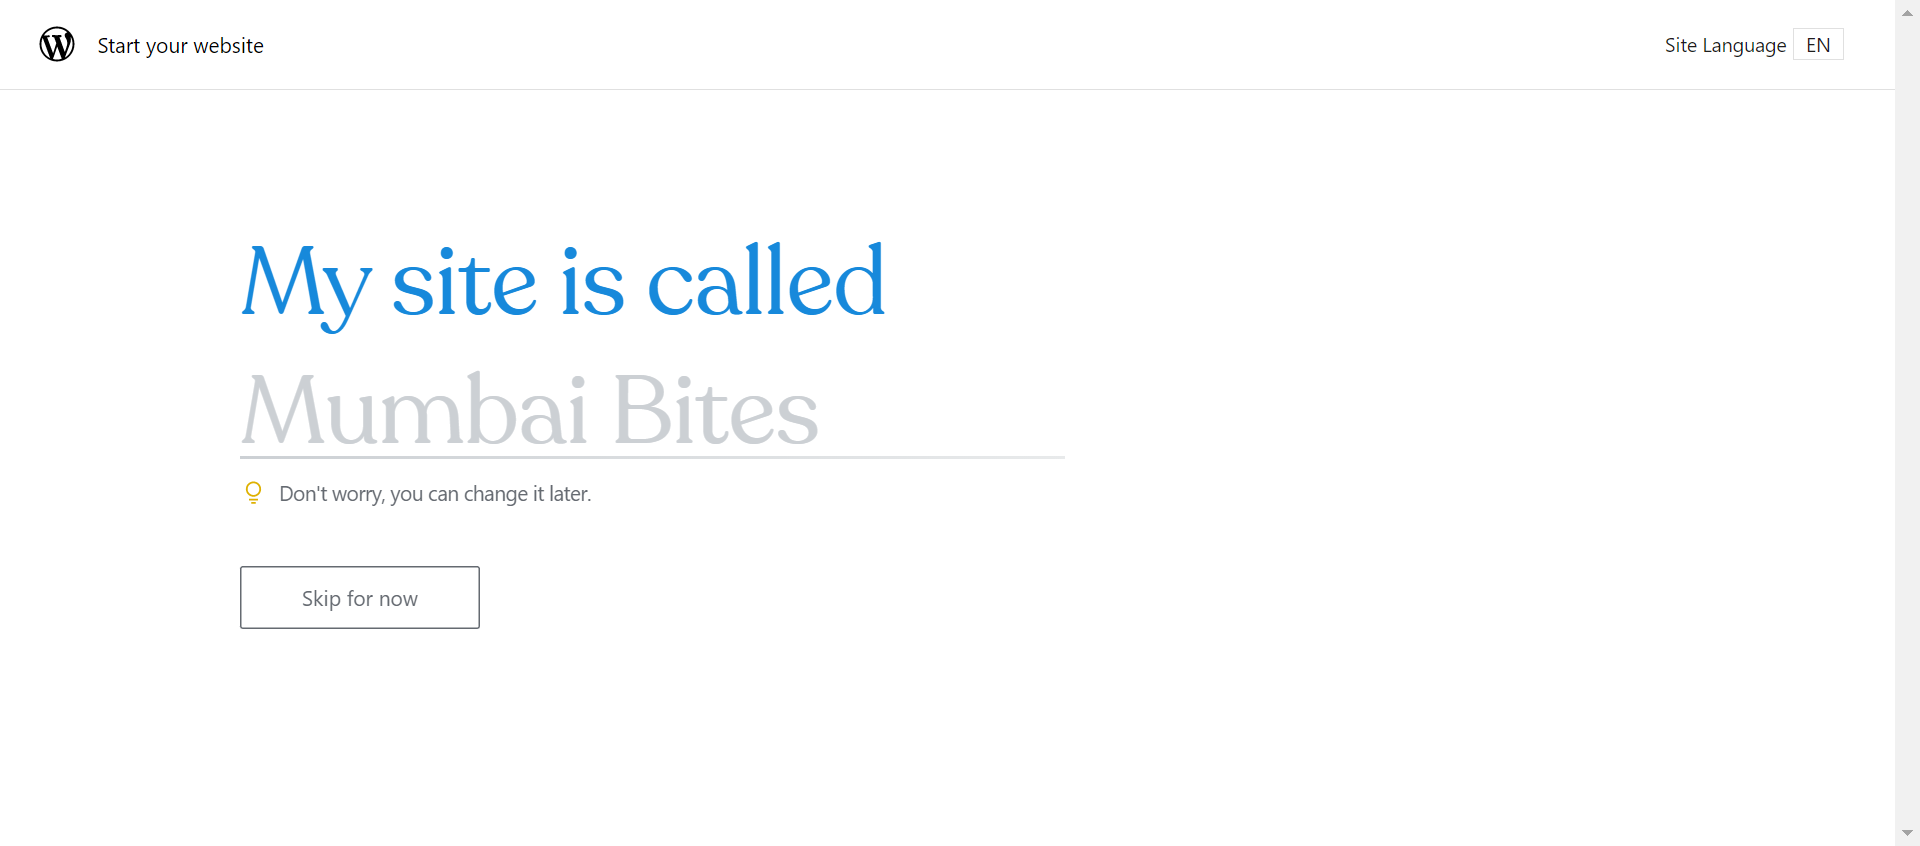 Start your website
Site Language EN
My site is called
Mumbai Bites
Don't worry, you can change it later.
Skip for now